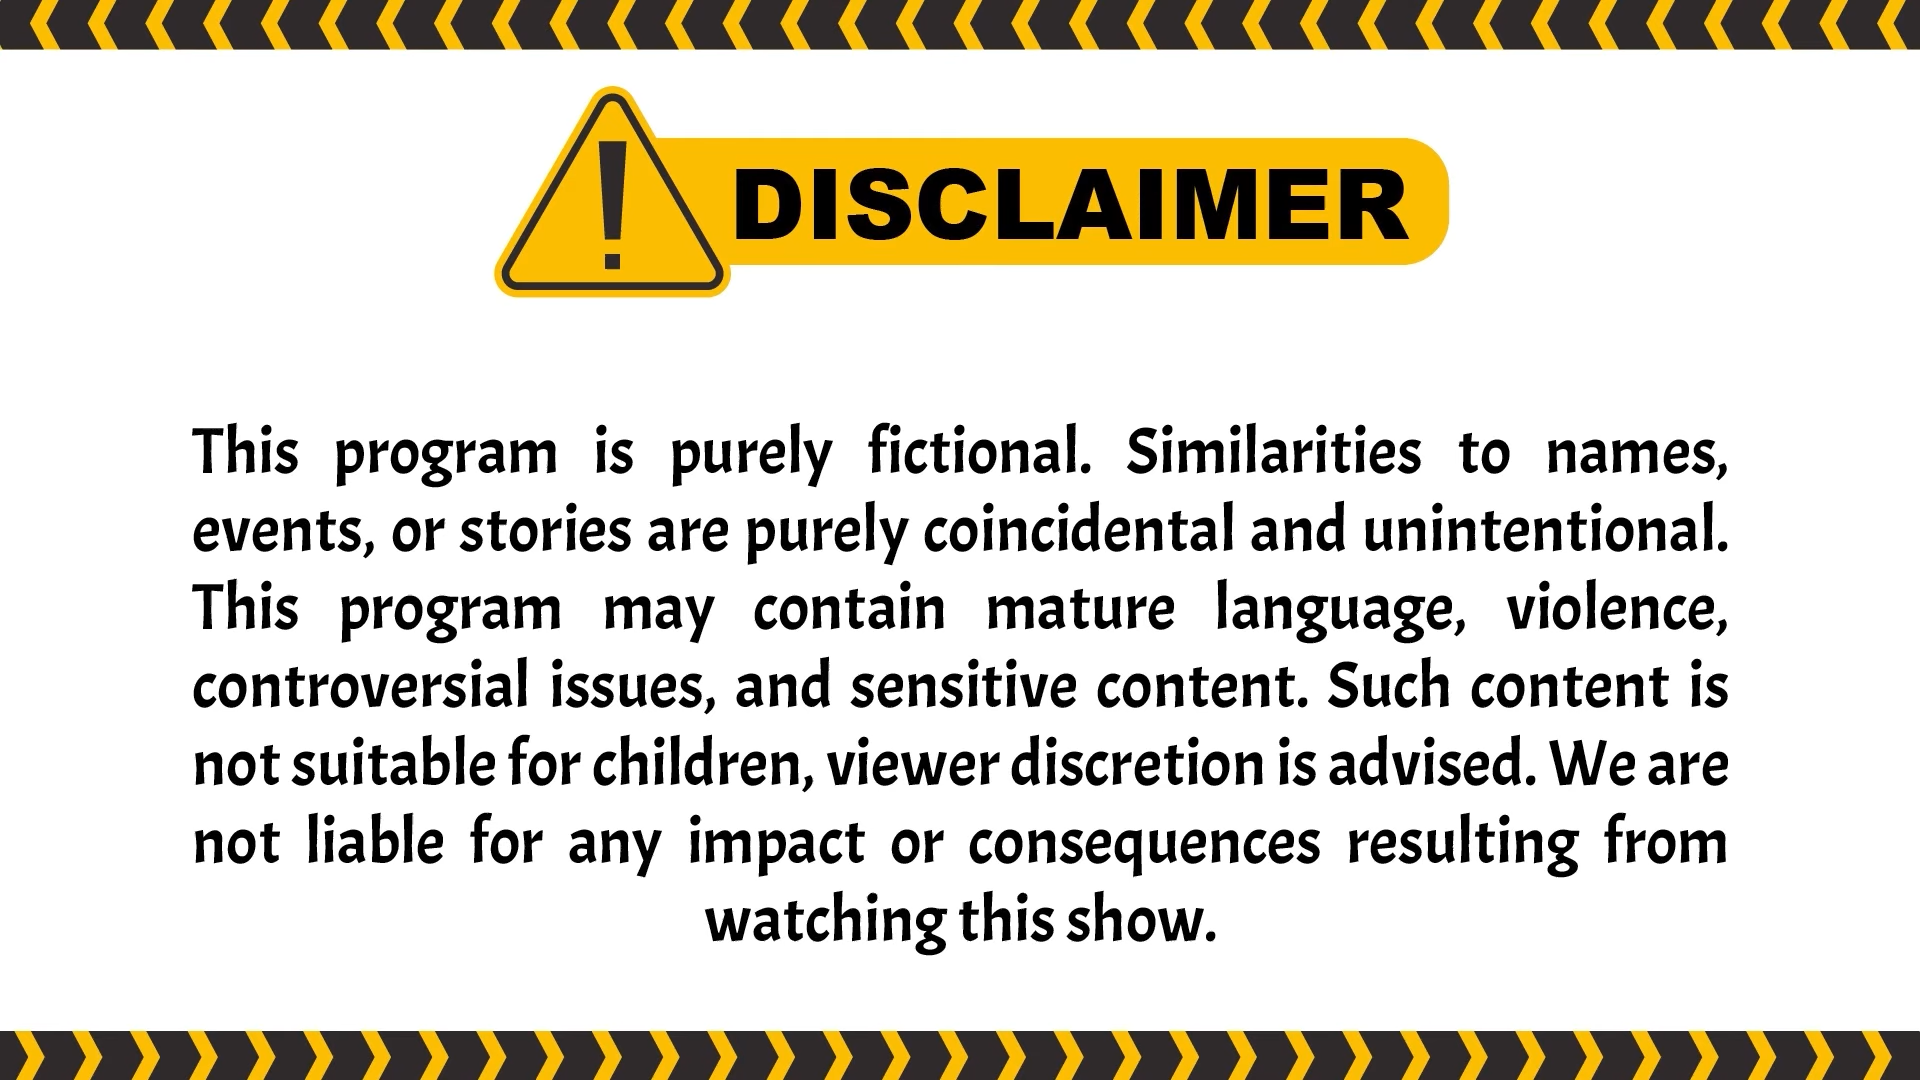 DISCLAIMER
This program is purely fictional. Similarities to names,
events, or stories are purely coincidental and unintentional.
This program may contain mature language, violence,
controversial issues, and sensitive content. Such content is
not suitable for children, viewer discretion is advised. We are
not liable for any impact or consequences resulting from
watching this show.